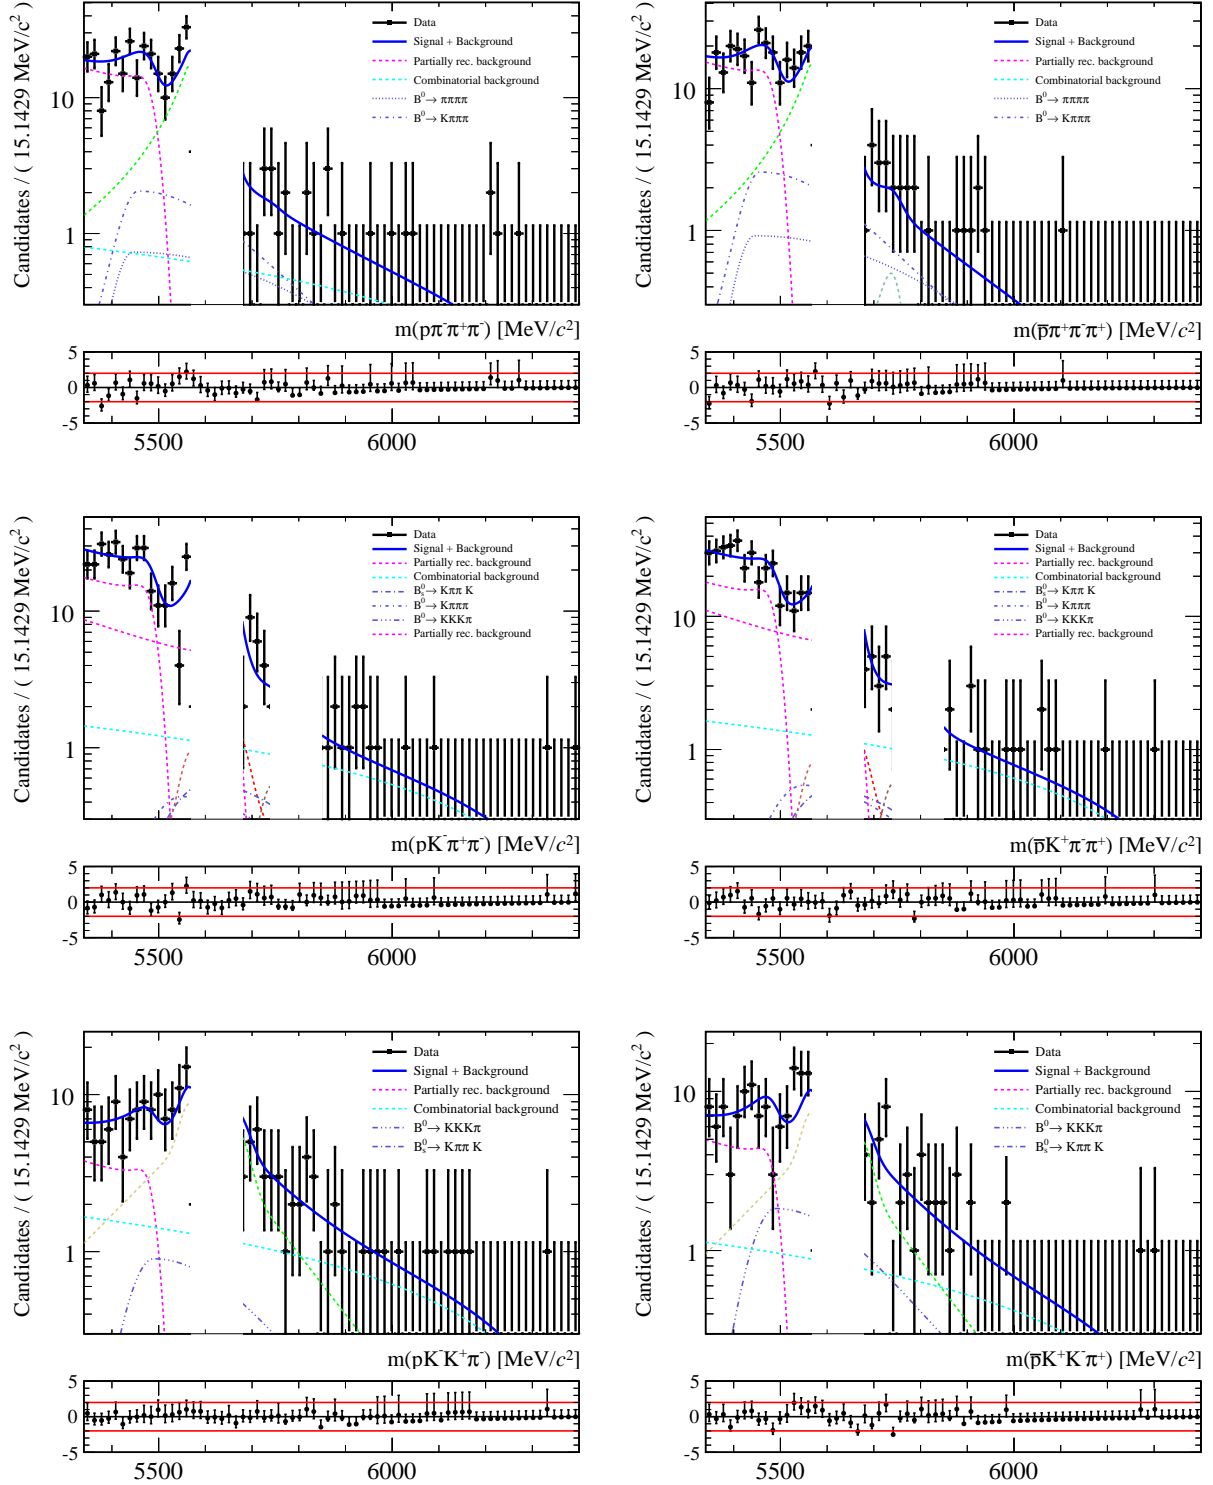 Candidates / ( 15.1429 MeV/c² )
10
1
Data
Signal + Background
Partially rec. background
Combinatorial background
B⁰→ ππππ
B⁰→ Kπππ
m(pπ⁻π⁺π⁻) [MeV/c²]
5
0
-5
5500 6000
Candidates / ( 15.1429 MeV/c² )
10
1
Data
Signal + Background
Partially rec. background
Combinatorial background
B⁰→ ππππ
B⁰→ Kπππ
m(p̅π⁺π⁻π⁺) [MeV/c²]
5
0
-5
5500 6000
Candidates / ( 15.1429 MeV/c² )
10
1
Data
Signal + Background
Partially rec. background
Combinatorial background
B⁰ₛ→ Kππ K
B⁰→ Kπππ
B⁰→ KKKπ
Partially rec. background
m(pK⁻π⁺π⁻) [MeV/c²]
5
0
-5
5500 6000
Candidates / ( 15.1429 MeV/c² )
10
1
Data
Signal + Background
Partially rec. background
Combinatorial background
B⁰ₛ→ Kππ K
B⁰→ Kπππ
B⁰→ KKKπ
Partially rec. background
m(p̅K⁺π⁻π⁺) [MeV/c²]
5
0
-5
5500 6000
Candidates / ( 15.1429 MeV/c² )
10
1
Data
Signal + Background
Partially rec. background
Combinatorial background
B⁰→ KKKπ
B⁰ₛ→ Kππ K
m(pK⁻K⁺π⁻) [MeV/c²]
5
0
-5
5500 6000
Candidates / ( 15.1429 MeV/c² )
10
1
Data
Signal + Background
Partially rec. background
Combinatorial background
B⁰→ KKKπ
B⁰ₛ→ Kππ K
m(p̅K⁺K⁻π⁺) [MeV/c²]
5
0
-5
5500 6000